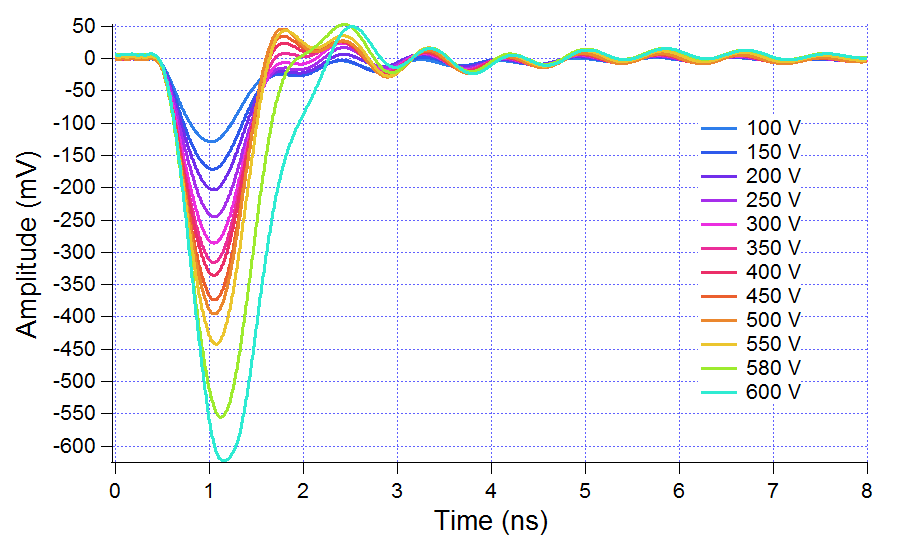 50
0
-50
-100
-150
-200
-250
-300
-350
-400
-450
-500
-550
-600
Amplitude (mV)
100 V
150 V
200 V
250 V
300 V
350 V
400 V
450 V
500 V
550 V
580 V
600 V
0 1 2 3 4 5 6 7 8
Time (ns)